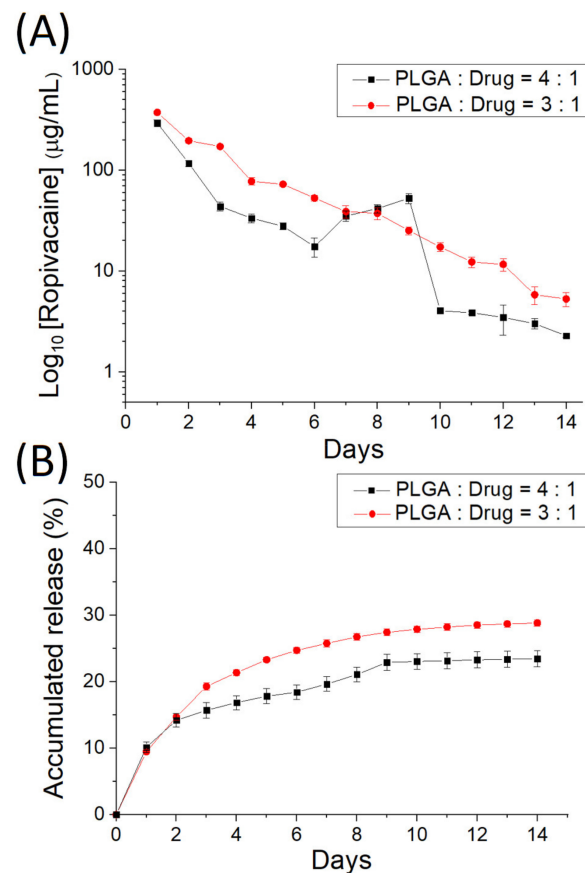 (A)
PLGA : Drug = 4 : 1
PLGA : Drug = 3 : 1
1000
100
10
1
Log₁₀ [Ropivacaine] (μg/mL)
0 2 4 6 8 10 12 14
Days
(B)
PLGA : Drug = 4 : 1
PLGA : Drug = 3 : 1
50
40
30
20
10
0
Accumulated release (%)
0 2 4 6 8 10 12 14
Days